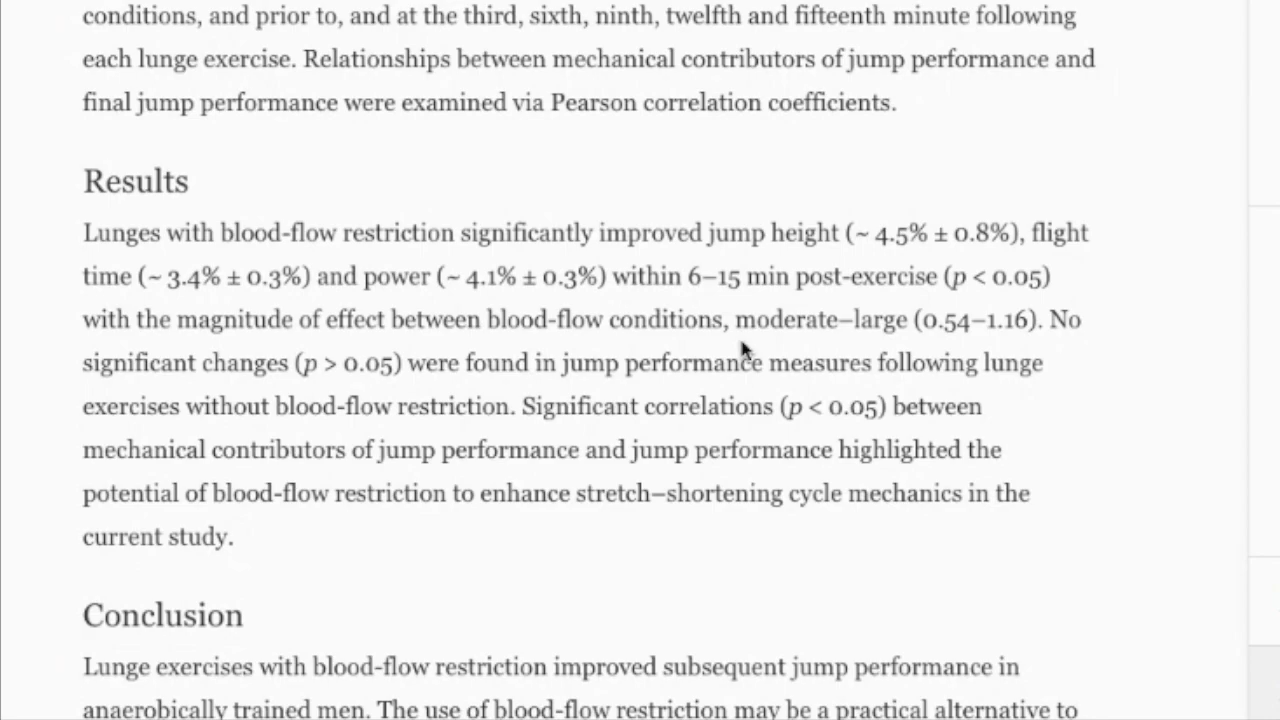 conditions, and prior to, and at the third, sixth, ninth, twelfth and fifteenth minute following
each lunge exercise. Relationships between mechanical contributors of jump performance and
final jump performance were examined via Pearson correlation coefficients.
Results
Lunges with blood-flow restriction significantly improved jump height (~ 4.5% ± 0.8%), flight
time (~ 3.4% ± 0.3%) and power (~ 4.1% ± 0.3%) within 6–15 min post-exercise (p < 0.05)
with the magnitude of effect between blood-flow conditions, moderate–large (0.54–1.16). No
significant changes (p > 0.05) were found in jump performance measures following lunge
exercises without blood-flow restriction. Significant correlations (p < 0.05) between
mechanical contributors of jump performance and jump performance highlighted the
potential of blood-flow restriction to enhance stretch–shortening cycle mechanics in the
current study.
Conclusion
Lunge exercises with blood-flow restriction improved subsequent jump performance in
anaerobically trained men. The use of blood-flow restriction may be a practical alternative to